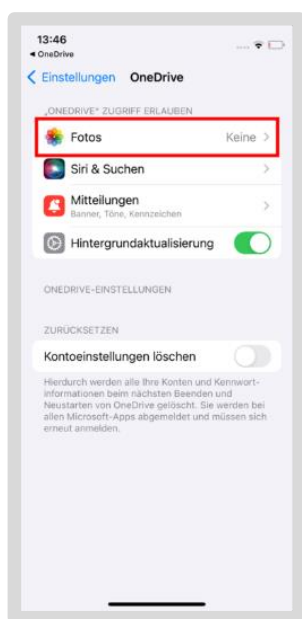 13:46
◀ OneDrive
Einstellungen OneDrive
„ONEDRIVE“ ZUGRIFF ERLAUBEN
Fotos Keine
Siri & Suchen
Mitteilungen
Banner, Töne, Kennzeichen
Hintergrundaktualisierung
ONEDRIVE-EINSTELLUNGEN
ZURÜCKSETZEN
Kontoeinstellungen löschen
Hierdurch werden alle Ihre Konten und Kennwort-
informationen beim nächsten Beenden und
Neustarten von OneDrive gelöscht. Sie werden bei
allen Microsoft-Apps abgemeldet und müssen sich
erneut anmelden.